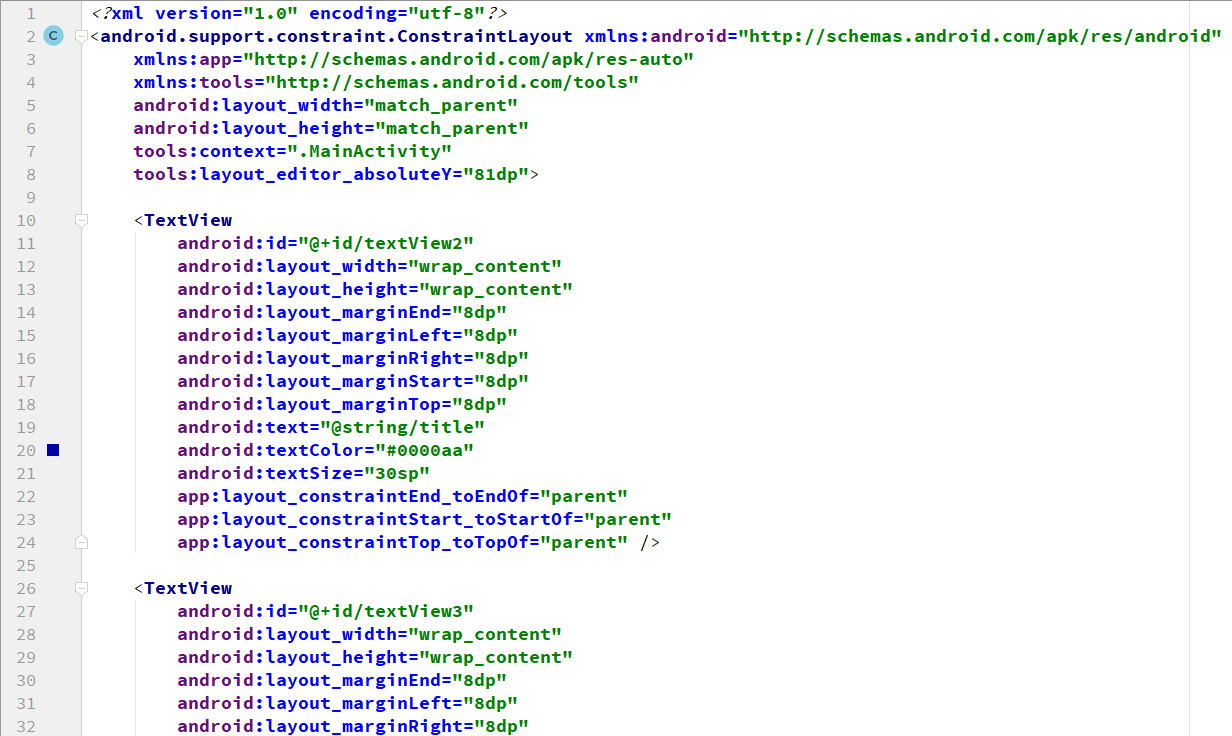 1 <?xml version="1.0" encoding="utf-8"?>
2 C <android.support.constraint.ConstraintLayout xmlns:android="http://schemas.android.com/apk/res/android"
3 xmlns:app="http://schemas.android.com/apk/res-auto"
4 xmlns:tools="http://schemas.android.com/tools"
5 android:layout_width="match_parent"
6 android:layout_height="match_parent"
7 tools:context=".MainActivity"
8 tools:layout_editor_absoluteY="81dp">
9
10 <TextView
11 android:id="@+id/textView2"
12 android:layout_width="wrap_content"
13 android:layout_height="wrap_content"
14 android:layout_marginEnd="8dp"
15 android:layout_marginLeft="8dp"
16 android:layout_marginRight="8dp"
17 android:layout_marginStart="8dp"
18 android:layout_marginTop="8dp"
19 android:text="@string/title"
20 android:textColor="#0000aa"
21 android:textSize="30sp"
22 app:layout_constraintEnd_toEndOf="parent"
23 app:layout_constraintStart_toStartOf="parent"
24 app:layout_constraintTop_toTopOf="parent" />
25
26 <TextView
27 android:id="@+id/textView3"
28 android:layout_width="wrap_content"
29 android:layout_height="wrap_content"
30 android:layout_marginEnd="8dp"
31 android:layout_marginLeft="8dp"
32 android:layout_marginRight="8dp"